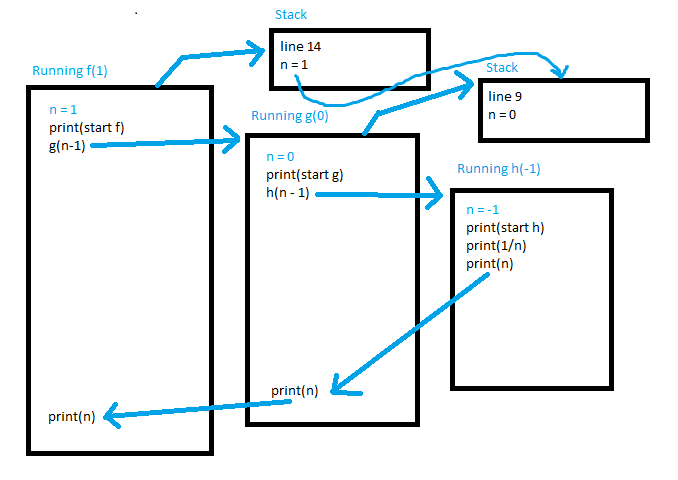 Stack
line 14
n = 1
Running f(1)
n = 1
print(start f)
g(n-1)
print(n)
Stack
line 9
n = 0
Running g(0)
n = 0
print(start g)
h(n - 1)
print(n)
Running h(-1)
n = -1
print(start h)
print(1/n)
print(n)